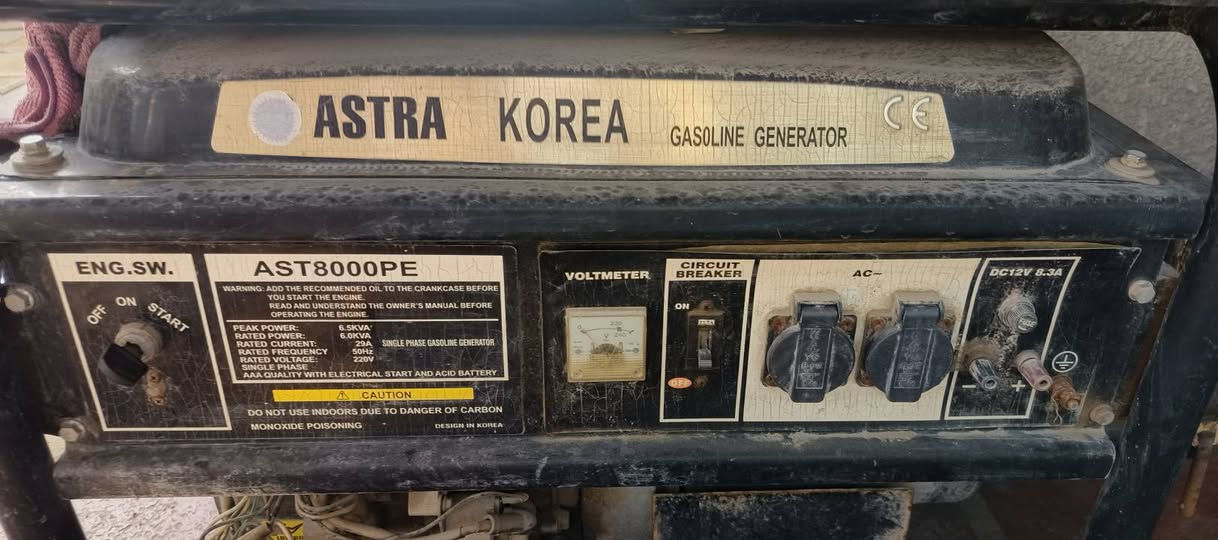 ASTRA KOREA GASOLINE GENERATOR CE
ENG.SW.
OFF ON START
AST8000PE
WARNING: ADD THE RECOMMENDED OIL TO THE CRANKCASE BEFORE
YOU START THE ENGINE.
READ AND UNDERSTAND THE OWNER'S MANUAL BEFORE
OPERATING THE ENGINE.
PEAK POWER: 6.5KVA
RATED POWER: 6.0KVA
RATED CURRENT: 29A
SINGLE PHASE GASOLINE GENERATOR
RATED FREQUENCY 50Hz
RATED VOLTAGE: 220V
SINGLE PHASE
AAA QUALITY WITH ELECTRICAL START AND ACID BATTERY
⚠ CAUTION
DO NOT USE INDOORS DUE TO DANGER OF CARBON
MONOXIDE POISONING
DESIGN IN KOREA
VOLTMETER
0 220
V
CIRCUIT
BREAKER
ON
OFF
AC~
DC12V 8.3A
- +